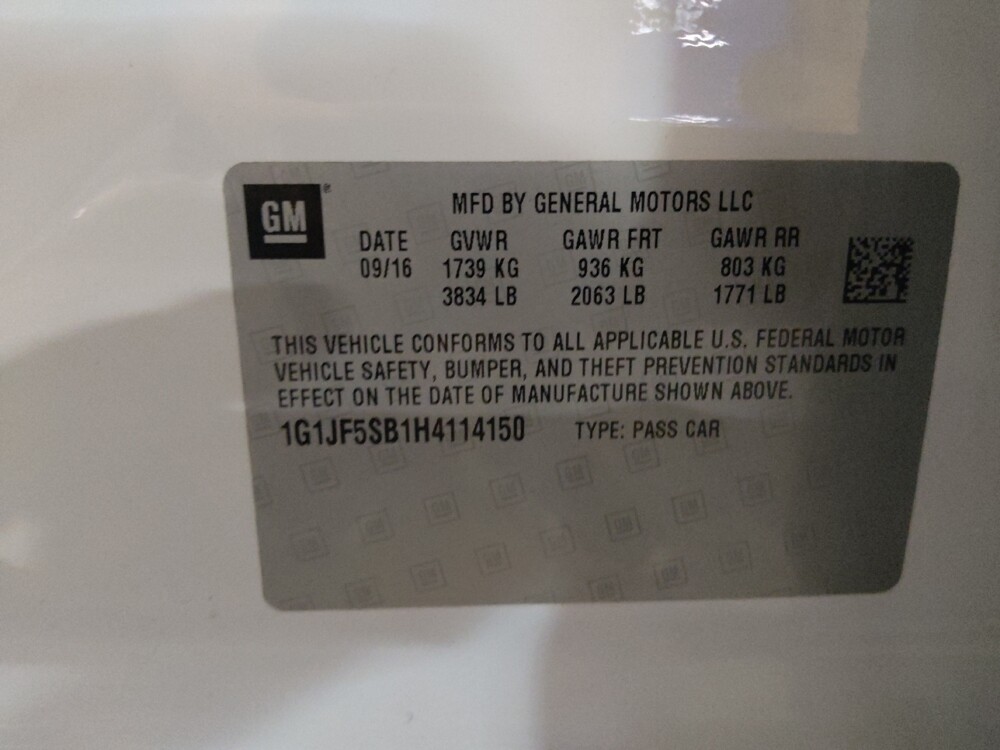 GM ®
MFD BY GENERAL MOTORS LLC
DATE GVWR GAWR FRT GAWR RR
09/16 1739 KG 936 KG 803 KG
3834 LB 2063 LB 1771 LB
THIS VEHICLE CONFORMS TO ALL APPLICABLE U.S. FEDERAL MOTOR
VEHICLE SAFETY, BUMPER, AND THEFT PREVENTION STANDARDS IN
EFFECT ON THE DATE OF MANUFACTURE SHOWN ABOVE.
1G1JF5SB1H4114150 TYPE: PASS CAR